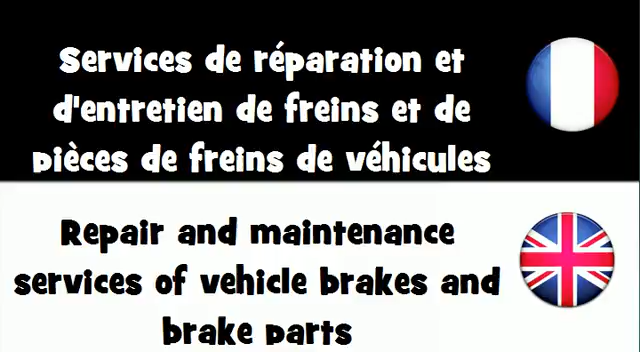 Services de réparation et
d'entretien de freins et de
pièces de freins de véhicules
Repair and maintenance
services of vehicle brakes and
brake parts